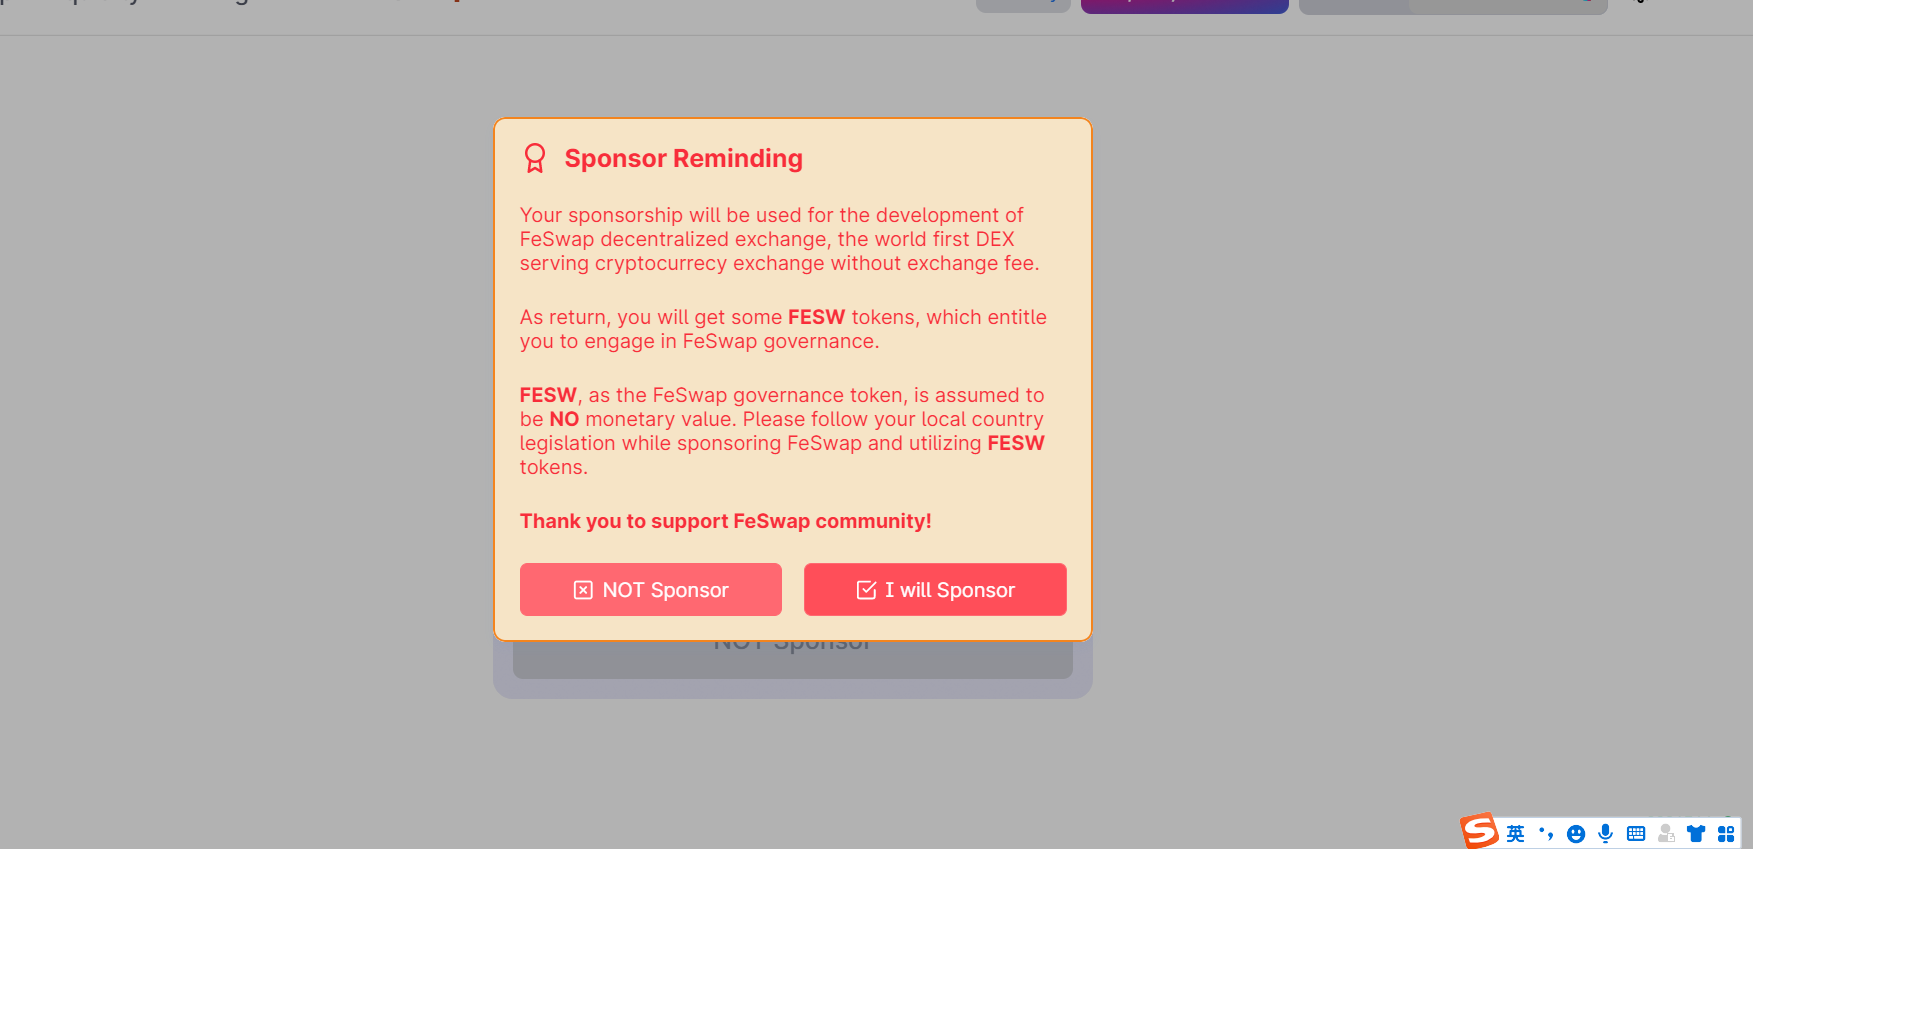 Sponsor Reminding
Your sponsorship will be used for the development of
FeSwap decentralized exchange, the world first DEX
serving cryptocurrecy exchange without exchange fee.
As return, you will get some FESW tokens, which entitle
you to engage in FeSwap governance.
FESW, as the FeSwap governance token, is assumed to
be NO monetary value. Please follow your local country
legislation while sponsoring FeSwap and utilizing FESW
tokens.
Thank you to support FeSwap community!
NOT Sponsor
I will Sponsor
NOT Sponsor
英